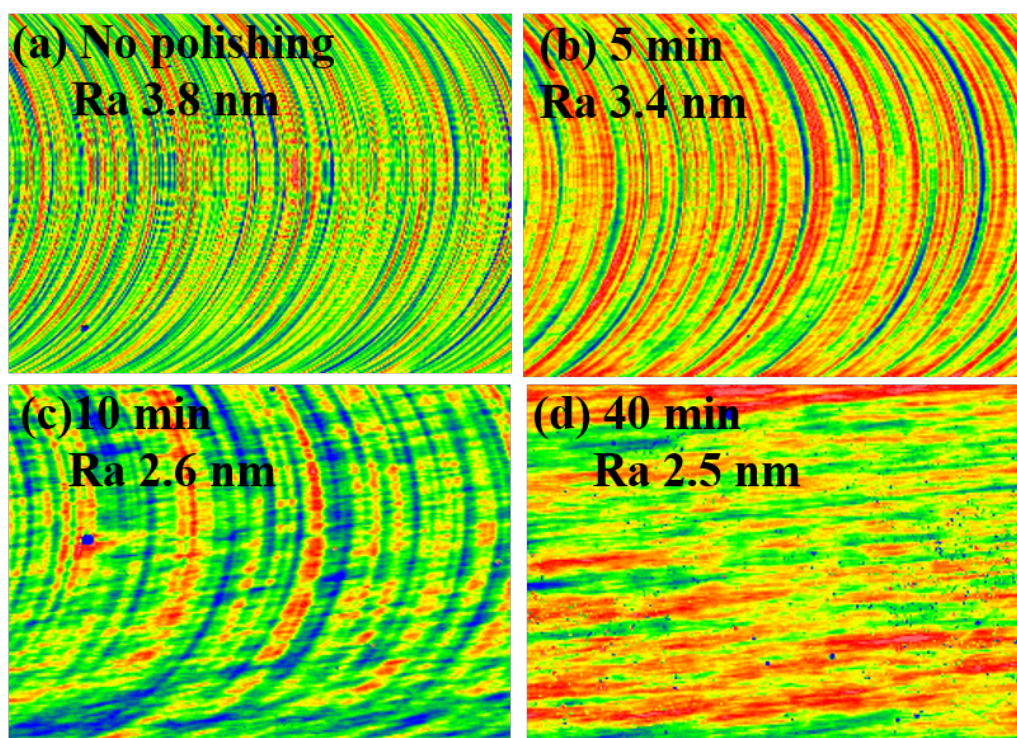 (a) No polishing
Ra 3.8 nm
(b) 5 min
Ra 3.4 nm
(c)10 min
Ra 2.6 nm
(d) 40 min
Ra 2.5 nm